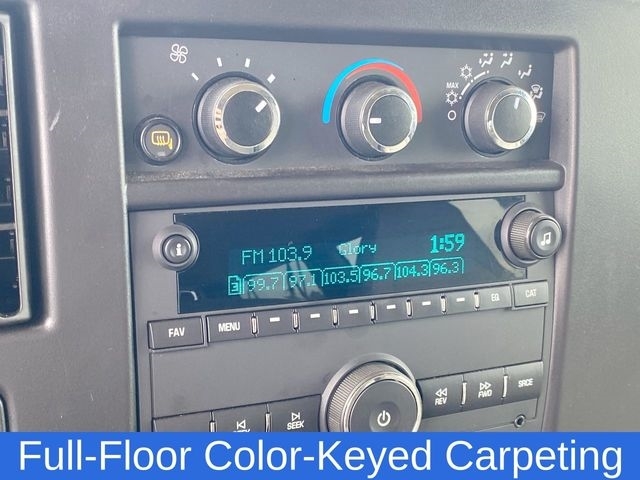 MAX
FM 103.9 Glory 1:59
3 99.7 97.1 103.5 96.7 104.3 96.3
FAV MENU EQ CAT
SEEK REV FWD SRCE
Full-Floor Color-Keyed Carpeting